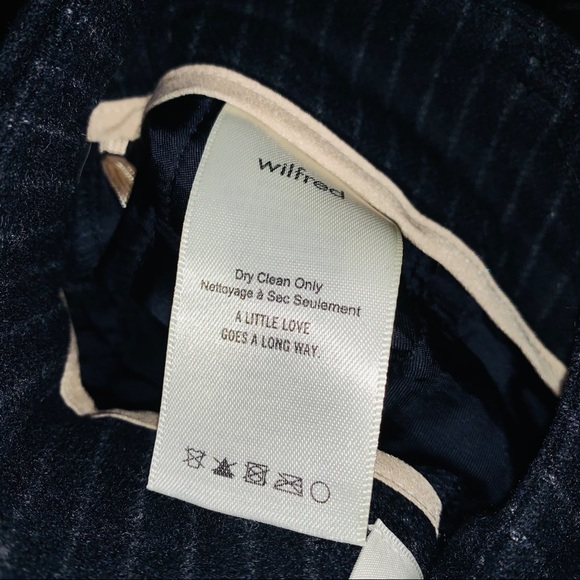 wilfred
Dry Clean Only
Nettoyage à Sec Seulement
A LITTLE LOVE
GOES A LONG WAY.